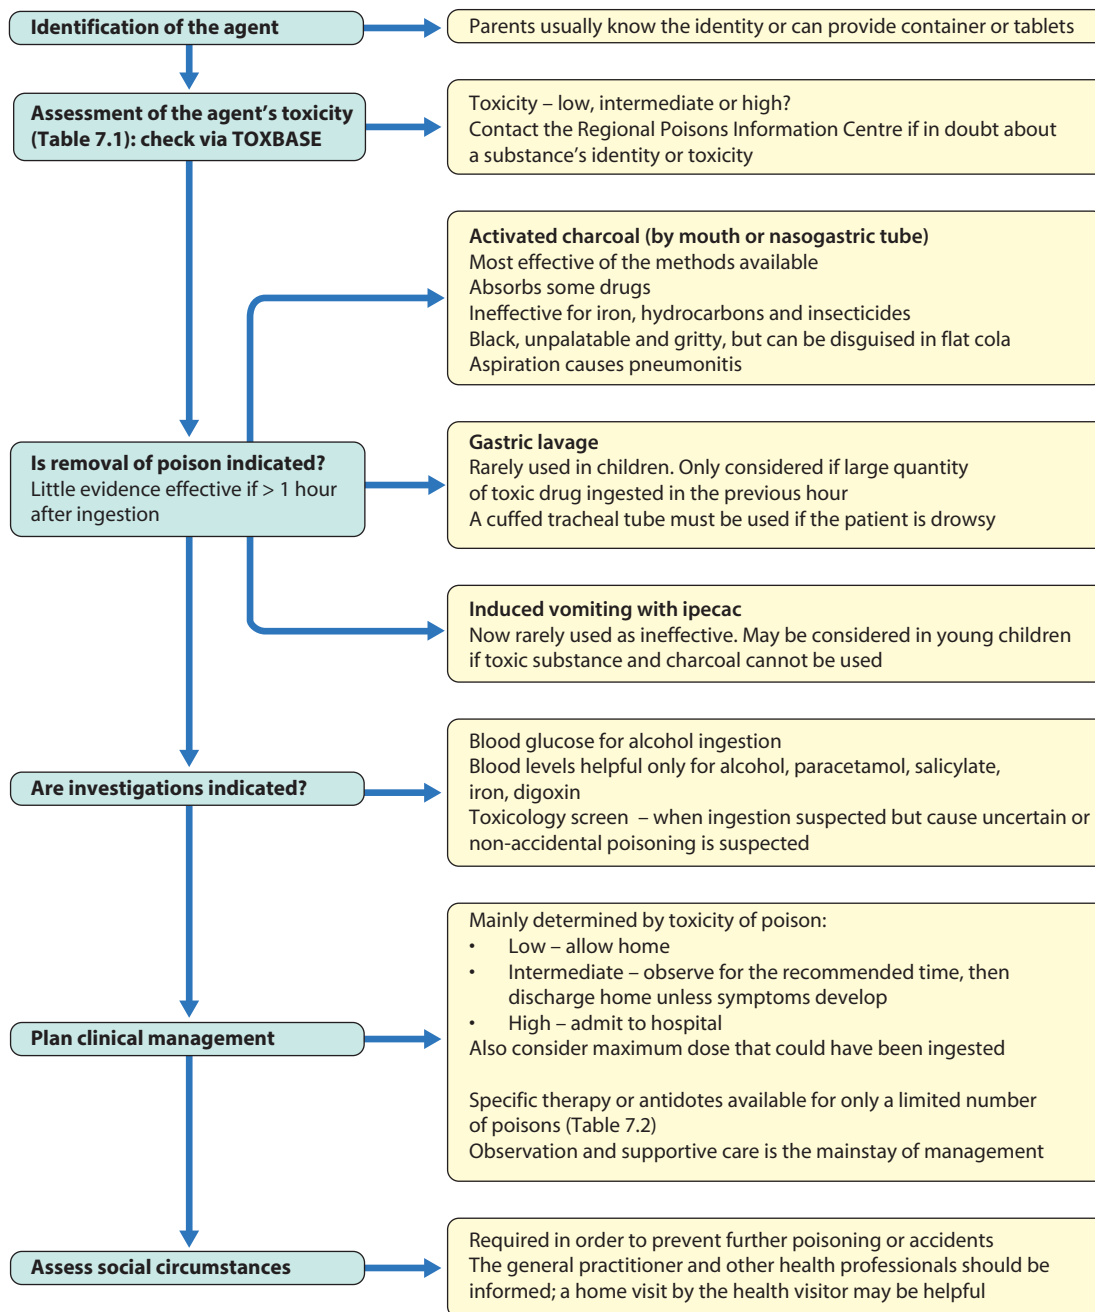 Identification of the agent
Parents usually know the identity or can provide container or tablets
Assessment of the agent's toxicity
(Table 7.1): check via TOXBASE
Toxicity – low, intermediate or high?
Contact the Regional Poisons Information Centre if in doubt about
a substance's identity or toxicity
Activated charcoal (by mouth or nasogastric tube)
Most effective of the methods available
Absorbs some drugs
Ineffective for iron, hydrocarbons and insecticides
Black, unpalatable and gritty, but can be disguised in flat cola
Aspiration causes pneumonitis
Is removal of poison indicated?
Little evidence effective if > 1 hour
after ingestion
Gastric lavage
Rarely used in children. Only considered if large quantity
of toxic drug ingested in the previous hour
A cuffed tracheal tube must be used if the patient is drowsy
Induced vomiting with ipecac
Now rarely used as ineffective. May be considered in young children
if toxic substance and charcoal cannot be used
Are investigations indicated?
Blood glucose for alcohol ingestion
Blood levels helpful only for alcohol, paracetamol, salicylate,
iron, digoxin
Toxicology screen – when ingestion suspected but cause uncertain or
non-accidental poisoning is suspected
Plan clinical management
Mainly determined by toxicity of poison:
• Low – allow home
• Intermediate – observe for the recommended time, then
discharge home unless symptoms develop
• High – admit to hospital
Also consider maximum dose that could have been ingested
Specific therapy or antidotes available for only a limited number
of poisons (Table 7.2)
Observation and supportive care is the mainstay of management
Assess social circumstances
Required in order to prevent further poisoning or accidents
The general practitioner and other health professionals should be
informed; a home visit by the health visitor may be helpful